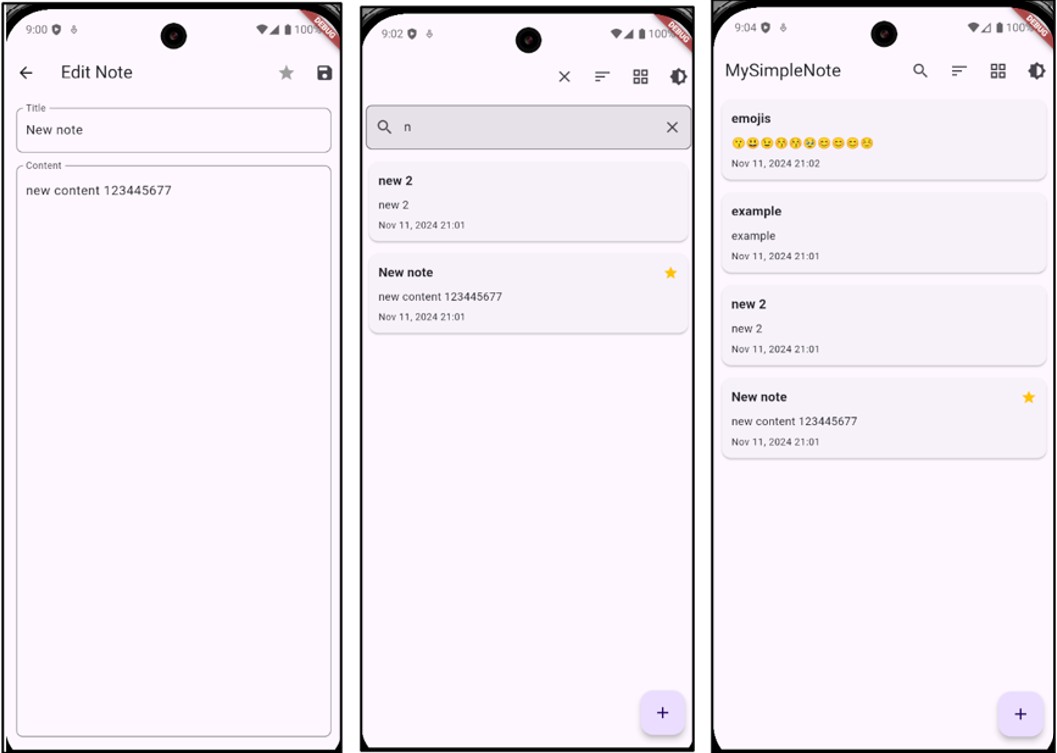 9:00
100%
DEBUG
Edit Note
Title
New note
Content
new content 123445677
9:02
100%
DEBUG
n
new 2
new 2
Nov 11, 2024 21:01
New note
new content 123445677
Nov 11, 2024 21:01
+
9:04
100%
DEBUG
MySimpleNote
emojis
Nov 11, 2024 21:02
example
example
Nov 11, 2024 21:01
new 2
new 2
Nov 11, 2024 21:01
New note
new content 123445677
Nov 11, 2024 21:01
+